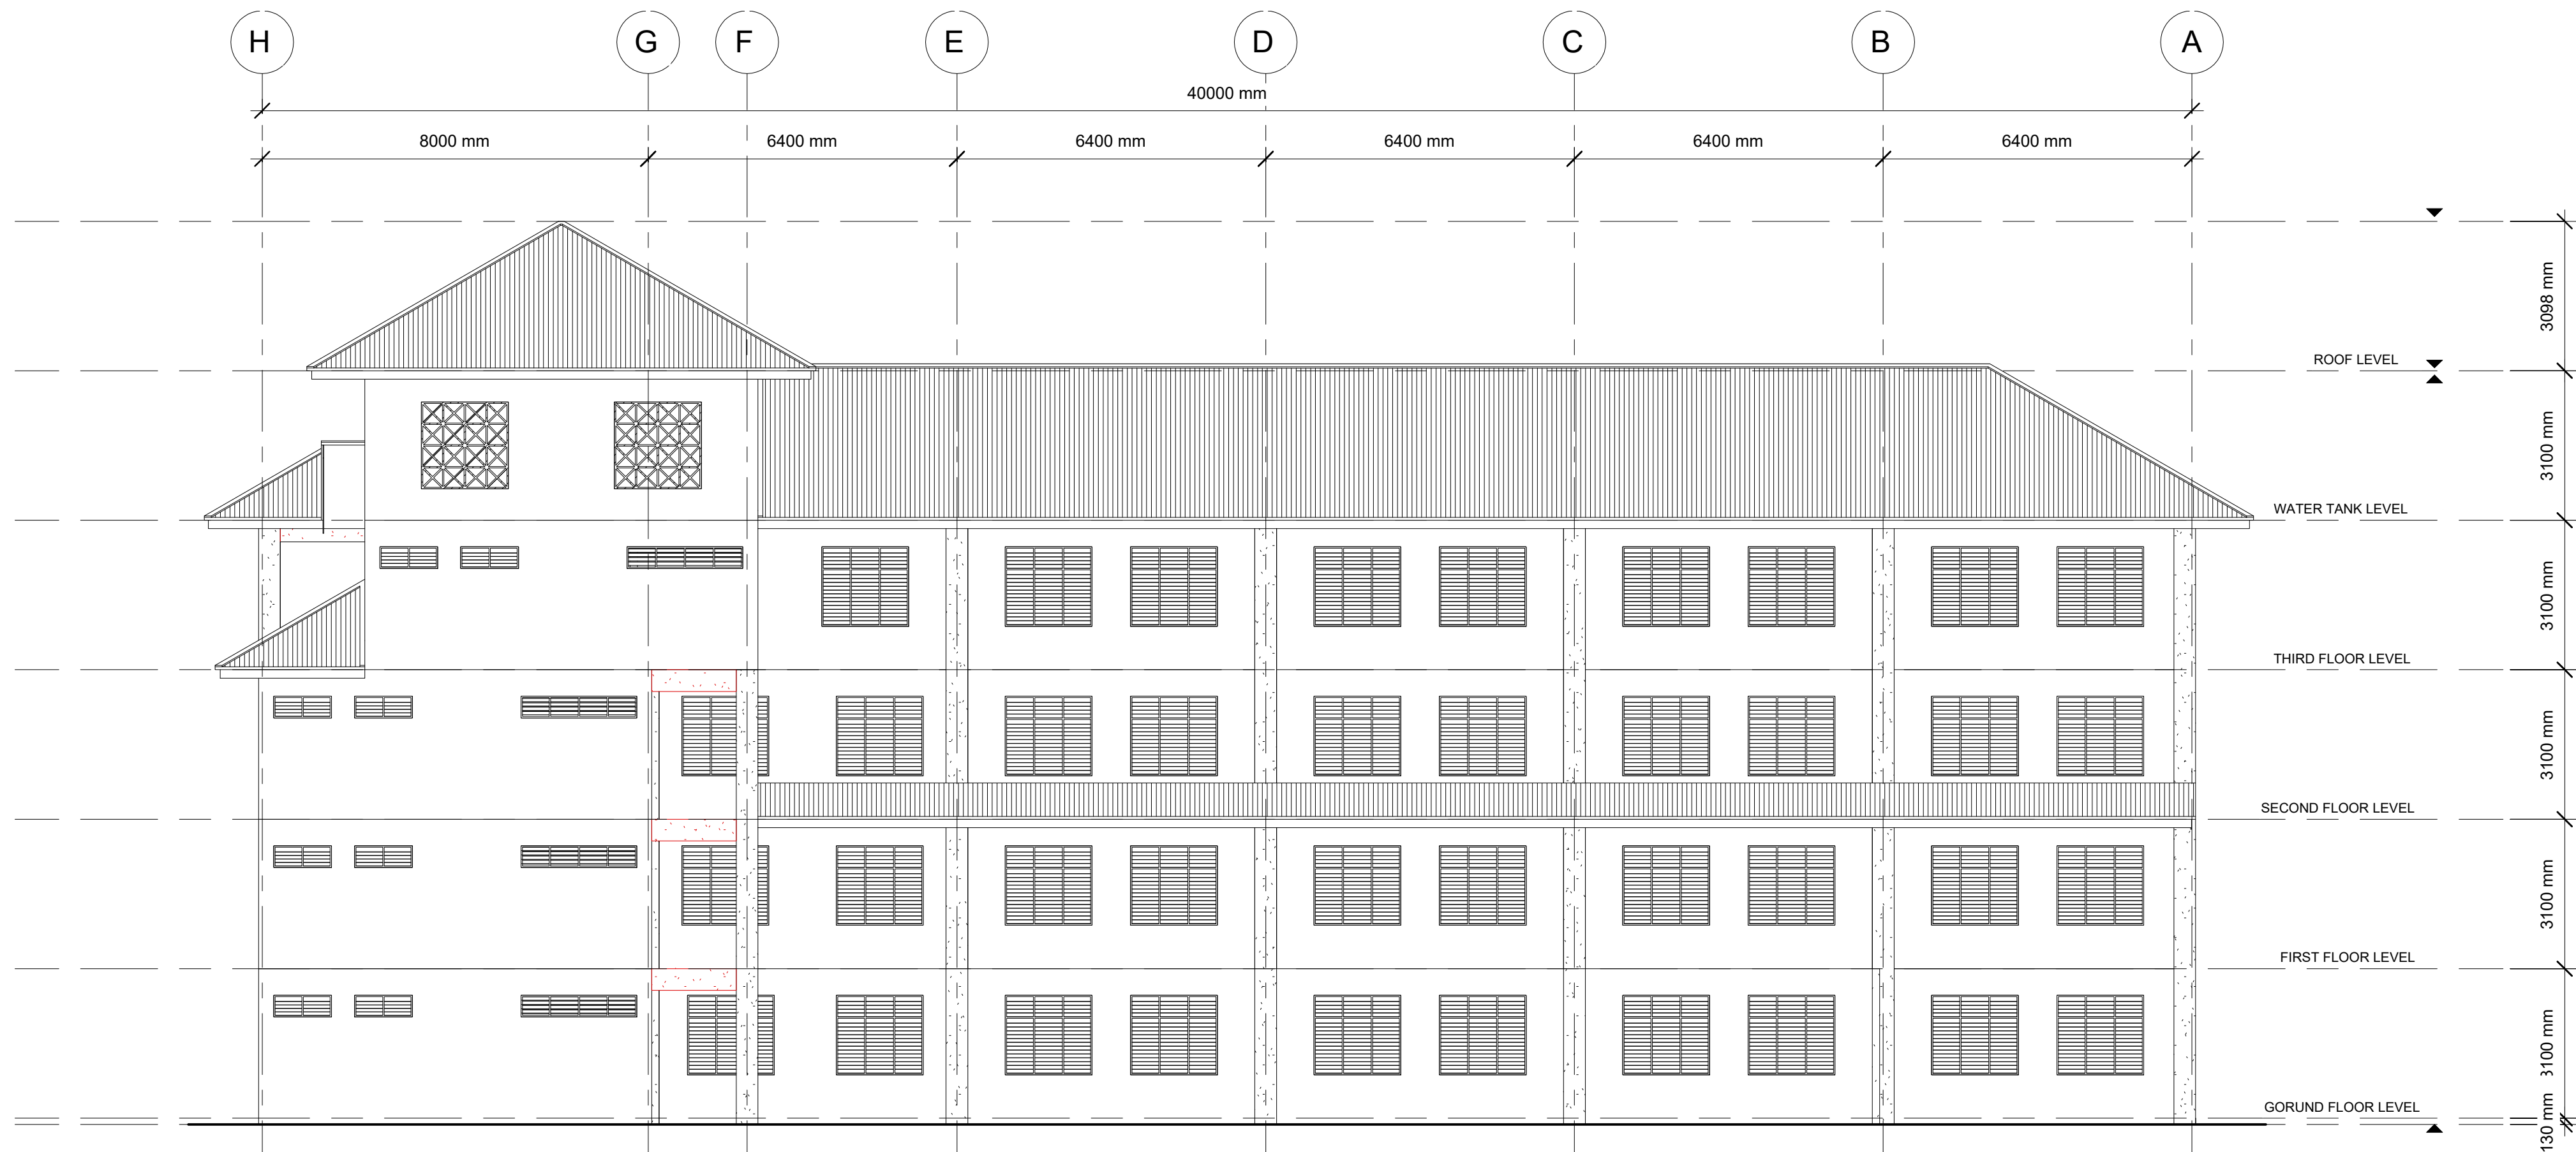 H G F E D C B A
40000 mm
8000 mm 6400 mm 6400 mm 6400 mm 6400 mm 6400 mm
3098 mm
ROOF LEVEL
3100 mm
WATER TANK LEVEL
3100 mm
THIRD FLOOR LEVEL
3100 mm
SECOND FLOOR LEVEL
3100 mm
FIRST FLOOR LEVEL
3100 mm
GORUND FLOOR LEVEL
130 mm